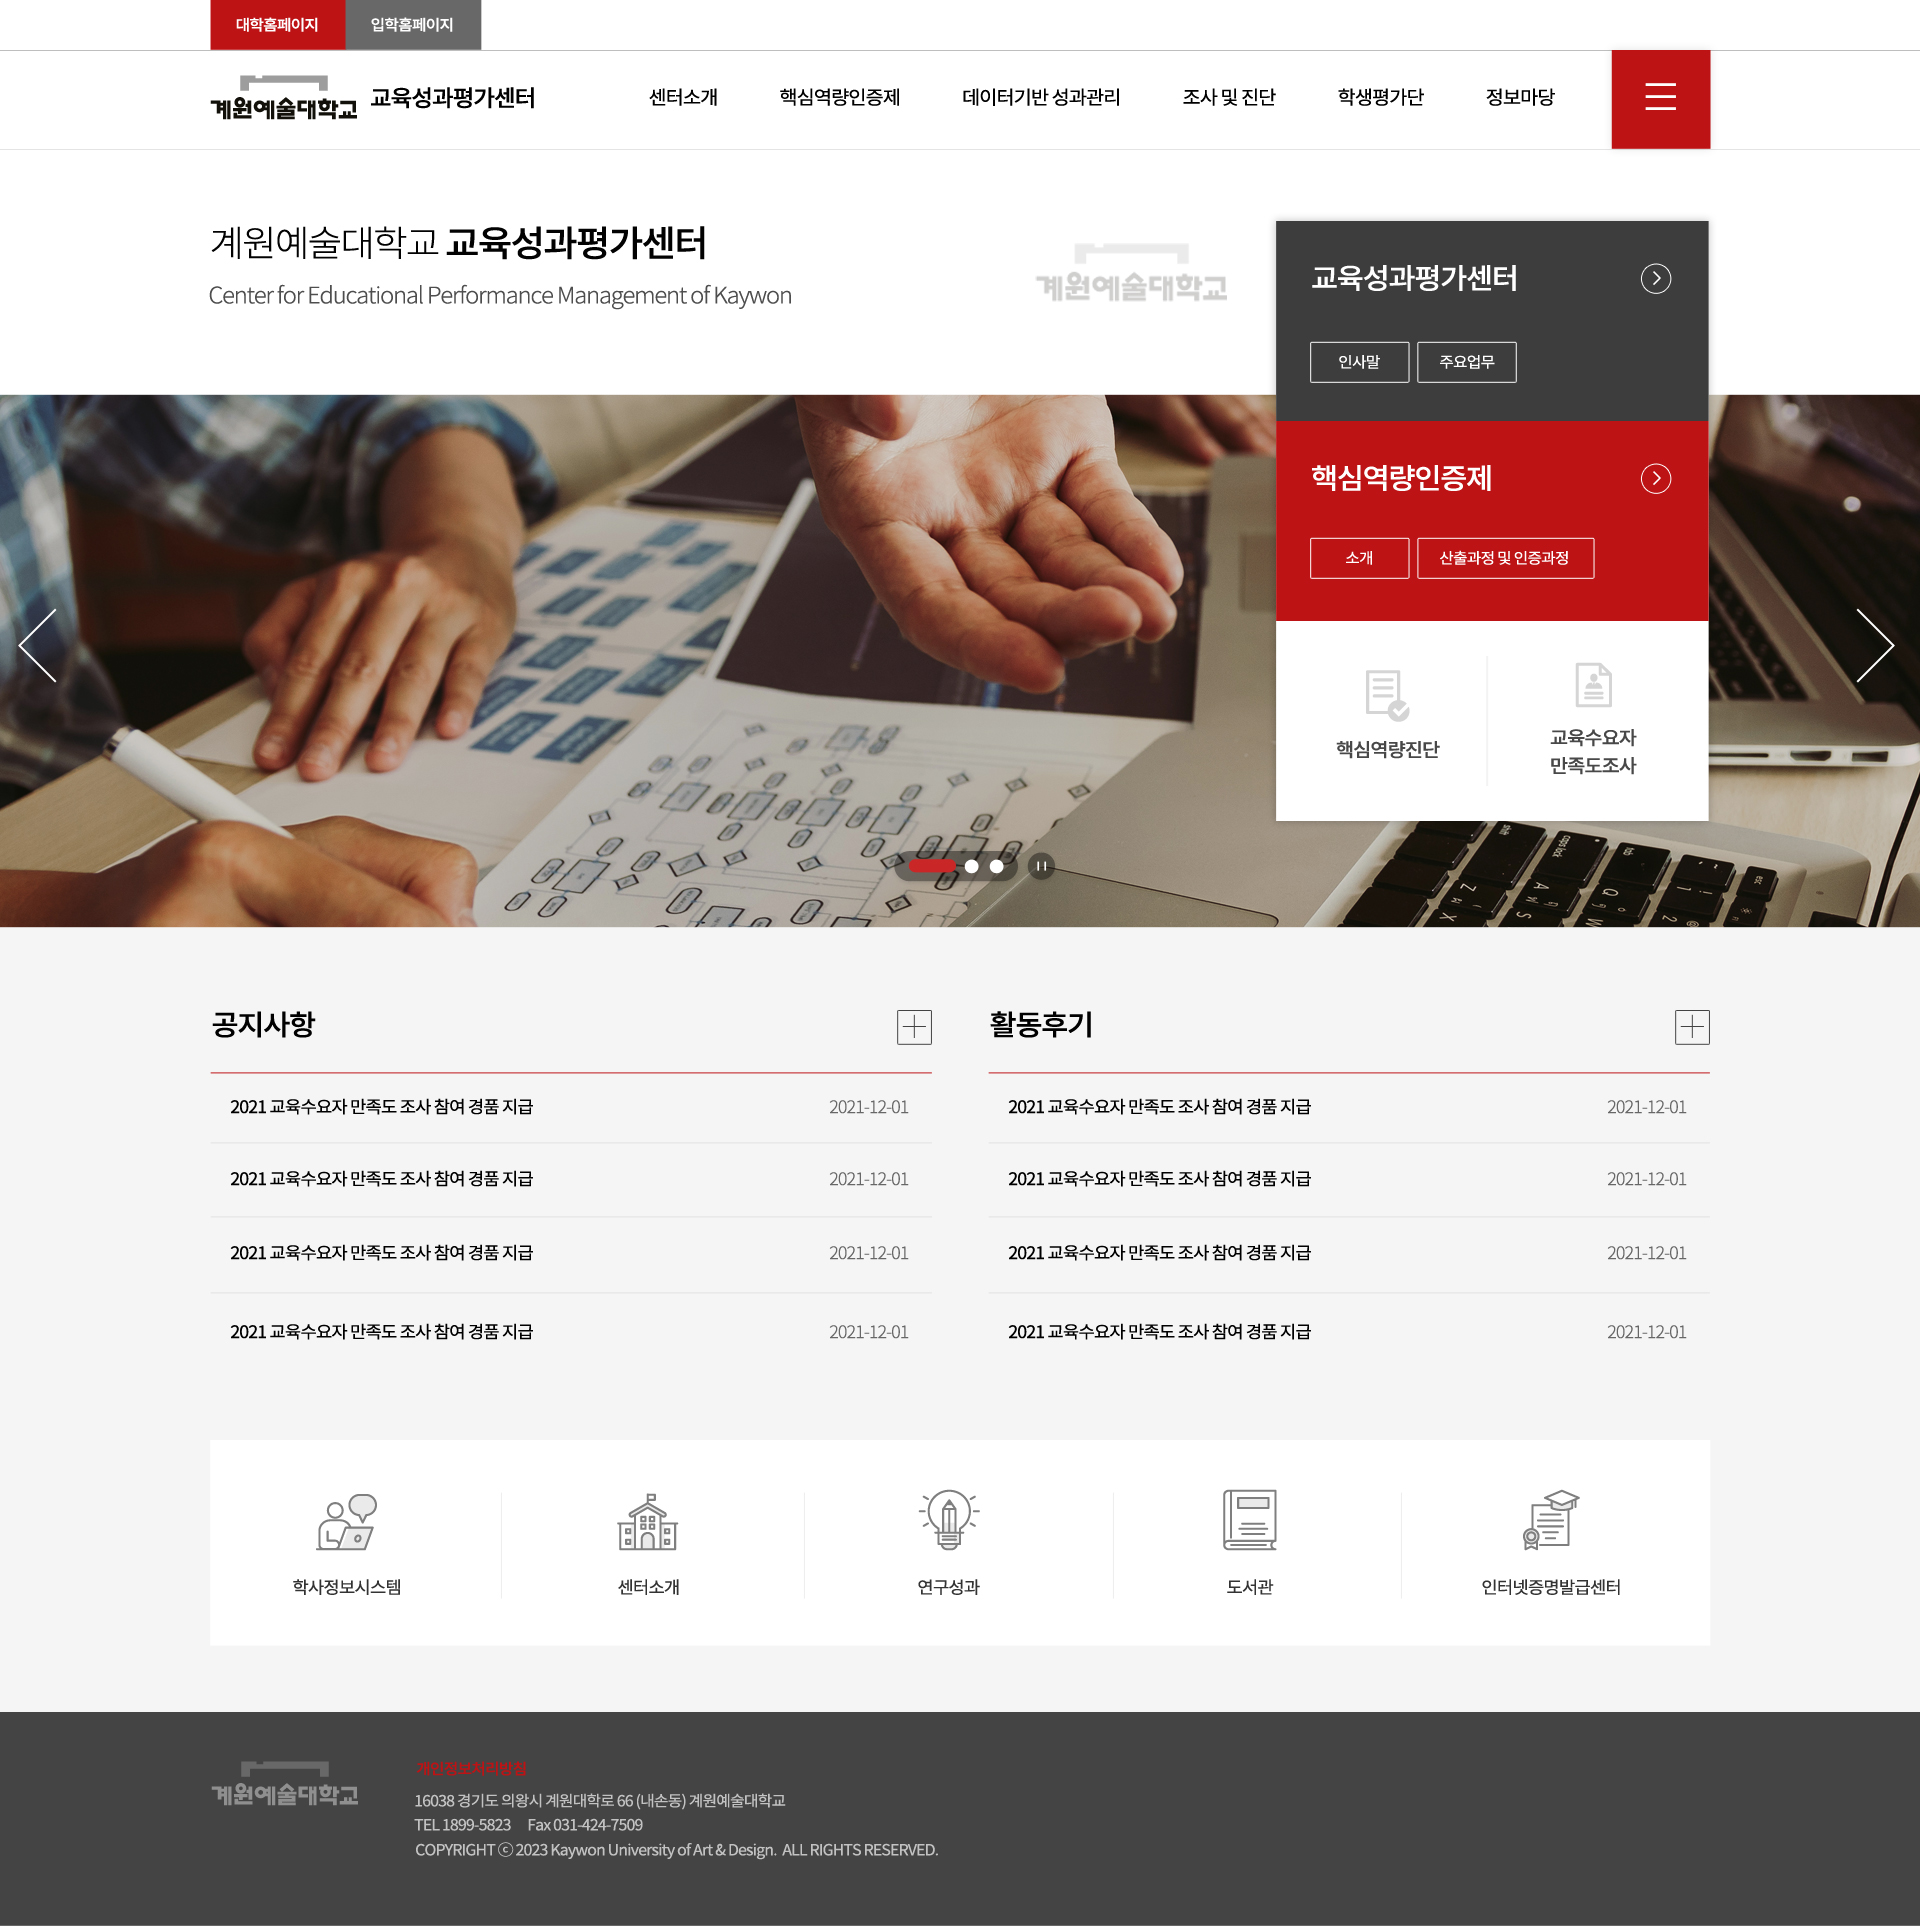 대학홈페이지
입학홈페이지
계원예술대학교 교육성과평가센터
센터소개
핵심역량인증제
데이터기반 성과관리
조사 및 진단
학생평가단
정보마당
계원예술대학교 교육성과평가센터
Center for Educational Performance Management of Kaywon
계원예술대학교
교육성과평가센터
인사말
주요업무
핵심역량인증제
소개
산출과정 및 인증과정
핵심역량진단
교육수요자
만족도조사
공지사항
2021 교육수요자 만족도 조사 참여 경품 지급 2021-12-01
2021 교육수요자 만족도 조사 참여 경품 지급 2021-12-01
2021 교육수요자 만족도 조사 참여 경품 지급 2021-12-01
2021 교육수요자 만족도 조사 참여 경품 지급 2021-12-01
활동후기
2021 교육수요자 만족도 조사 참여 경품 지급 2021-12-01
2021 교육수요자 만족도 조사 참여 경품 지급 2021-12-01
2021 교육수요자 만족도 조사 참여 경품 지급 2021-12-01
2021 교육수요자 만족도 조사 참여 경품 지급 2021-12-01
학사정보시스템
센터소개
연구성과
도서관
인터넷증명발급센터
계원예술대학교
개인정보처리방침
16038 경기도 의왕시 계원대학로 66 (내손동) 계원예술대학교
TEL 1899-5823 Fax 031-424-7509
COPYRIGHT ⓒ 2023 Kaywon University of Art & Design. ALL RIGHTS RESERVED.